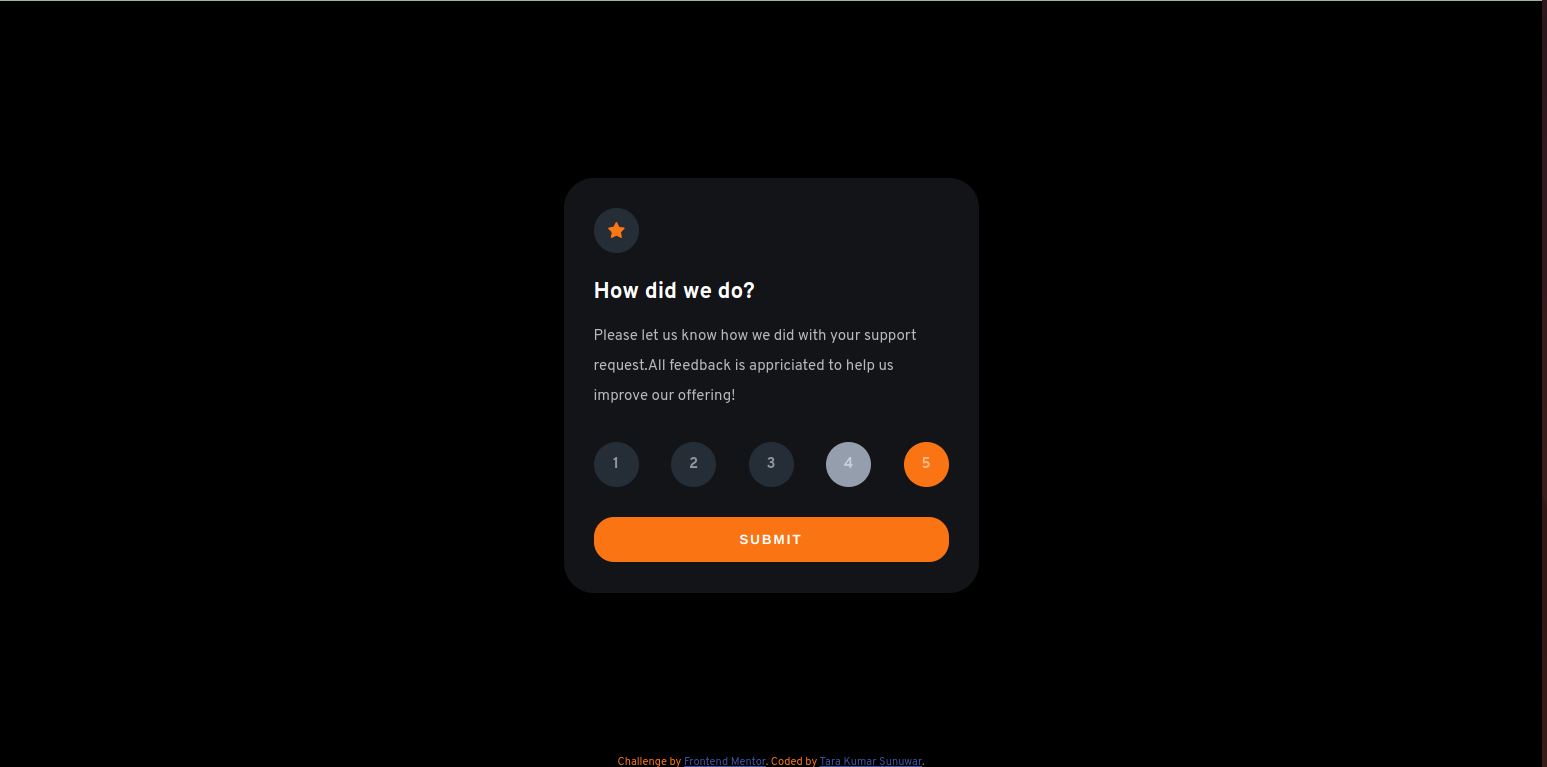 How did we do?
Please let us know how we did with your support
request.All feedback is appriciated to help us
improve our offering!
1 2 3 4 5
SUBMIT
Challenge by Frontend Mentor. Coded by Tara Kumar Sunuwar.